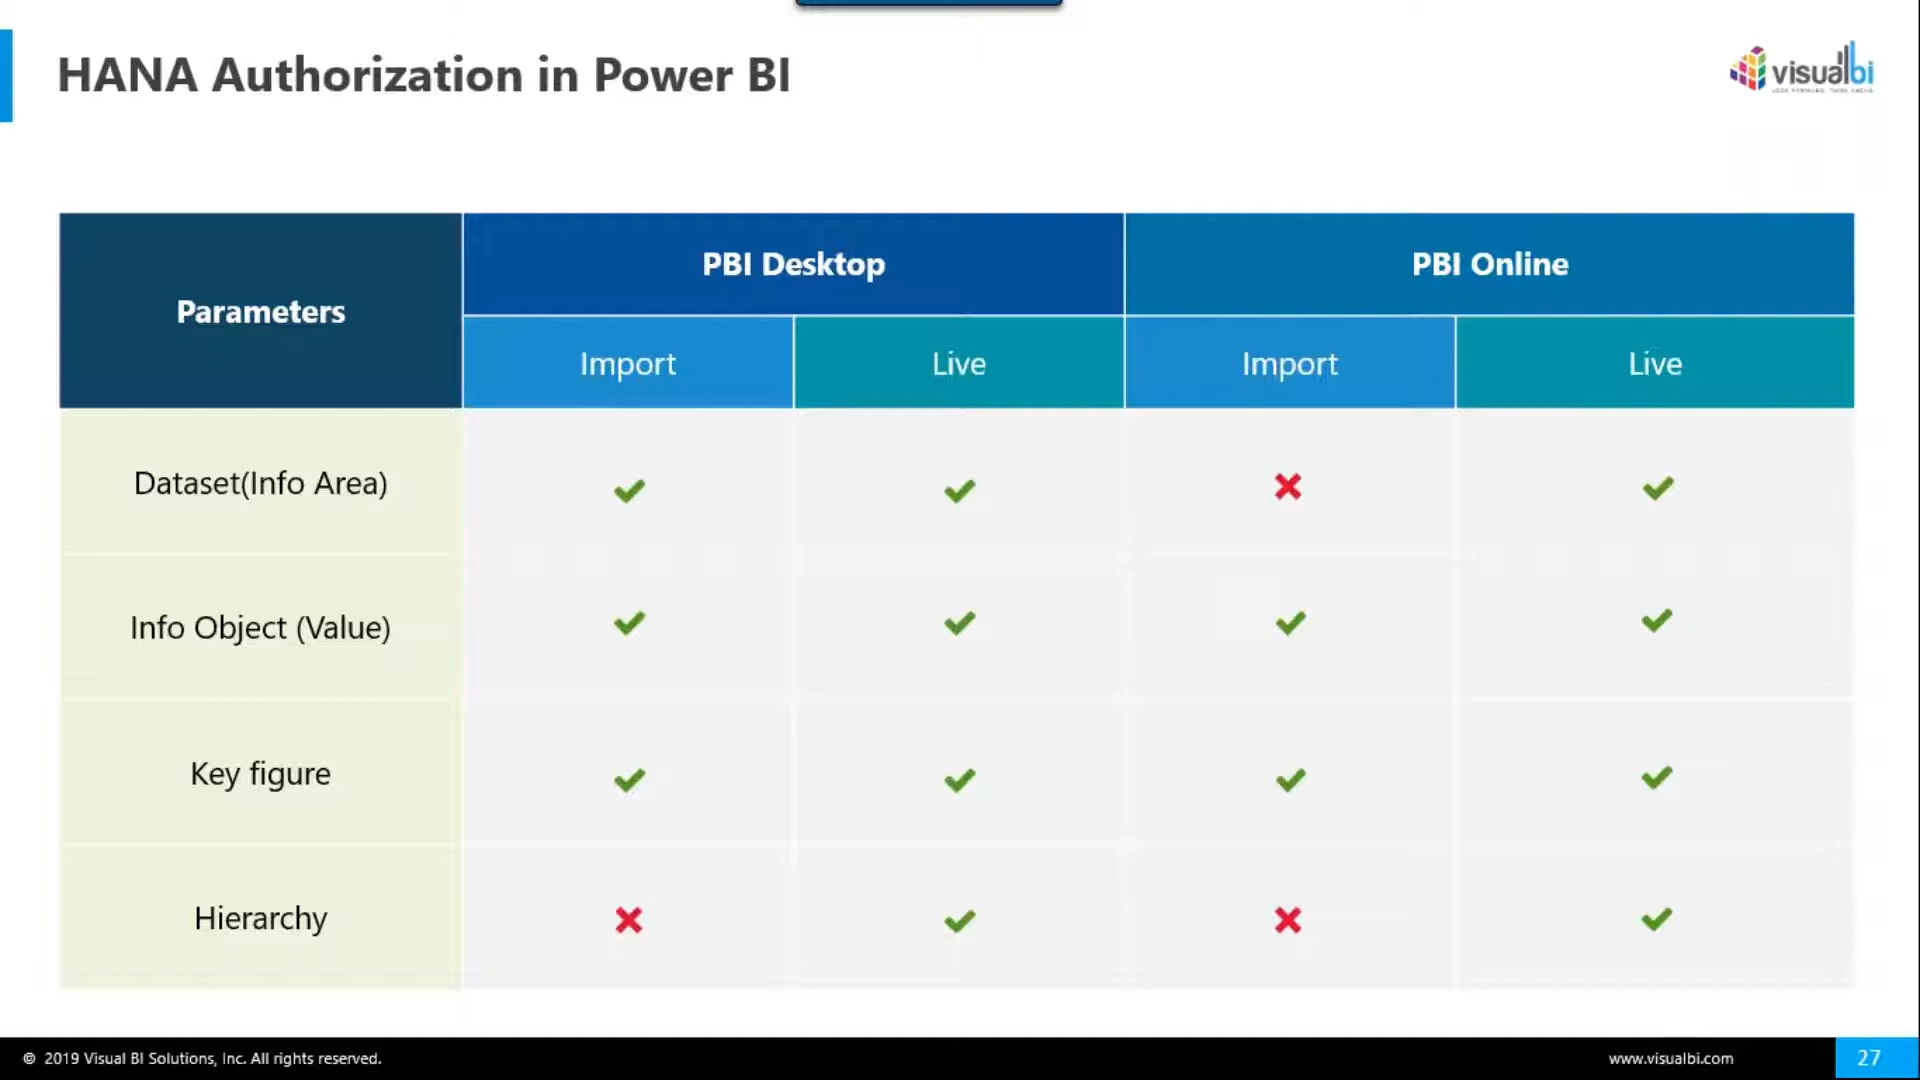 HANA Authorization in Power BI
visualbi
Parameters
PBI Desktop
PBI Online
Import
Live
Import
Live
Dataset(Info Area)
Info Object (Value)
Key figure
Hierarchy
© 2019 Visual BI Solutions, Inc. All rights reserved.
www.visualbi.com
27